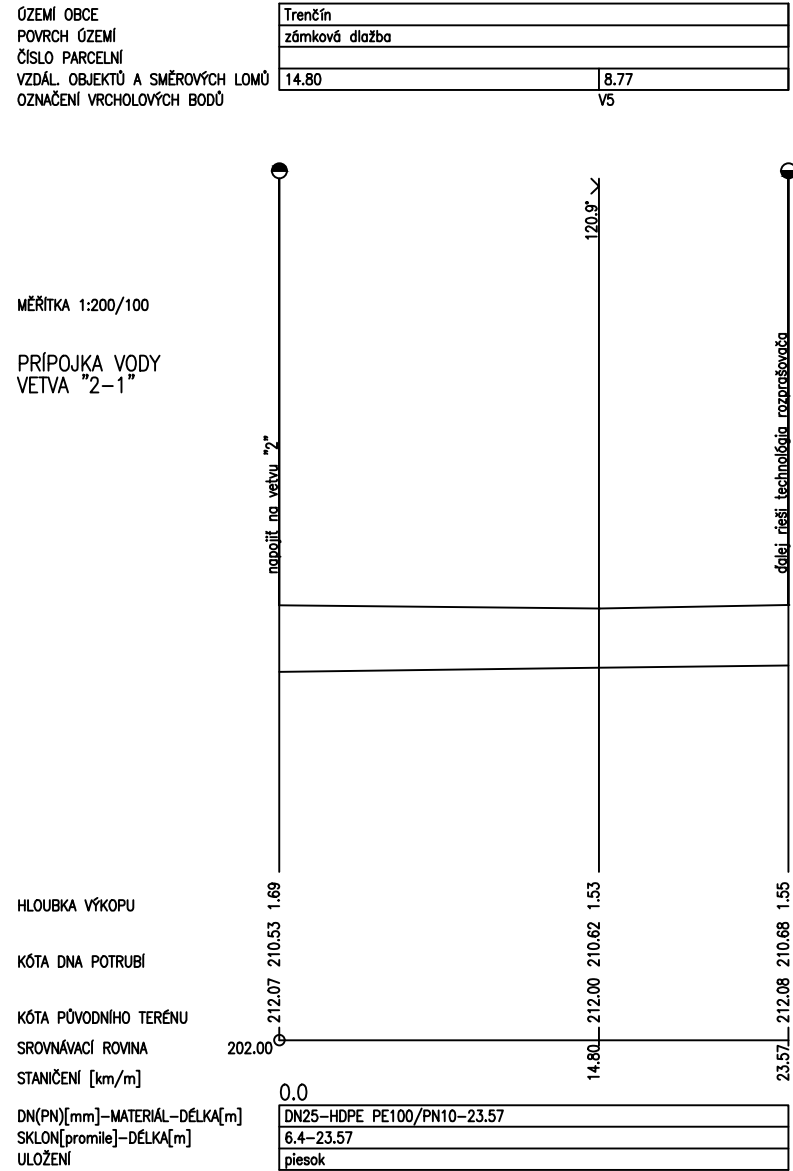 ÚZEMÍ OBCE Trenčín
POVRCH ÚZEMÍ zámková dlažba
ČÍSLO PARCELNÍ
VZDÁL. OBJEKTŮ A SMĚROVÝCH LOMŮ 14.80 8.77
OZNAČENÍ VRCHOLOVÝCH BODŮ V5
120.9°
MĚŘÍTKA 1:200/100
PRÍPOJKA VODY
VETVA "2-1"
napojiť na vetvu "2"
ďalej rieši technológia rozprašovača
HLOUBKA VÝKOPU 1.69 1.53 1.55
KÓTA DNA POTRUBÍ 210.53 210.62 210.68
KÓTA PŮVODNÍHO TERÉNU 212.07 212.00 212.08
SROVNÁVACÍ ROVINA 202.00
STANIČENÍ [km/m] 0.0 14.80 23.57
DN(PN)[mm]-MATERIÁL-DÉLKA[m] DN25-HDPE PE100/PN10-23.57
SKLON[promile]-DÉLKA[m] 6.4-23.57
ULOŽENÍ piesok